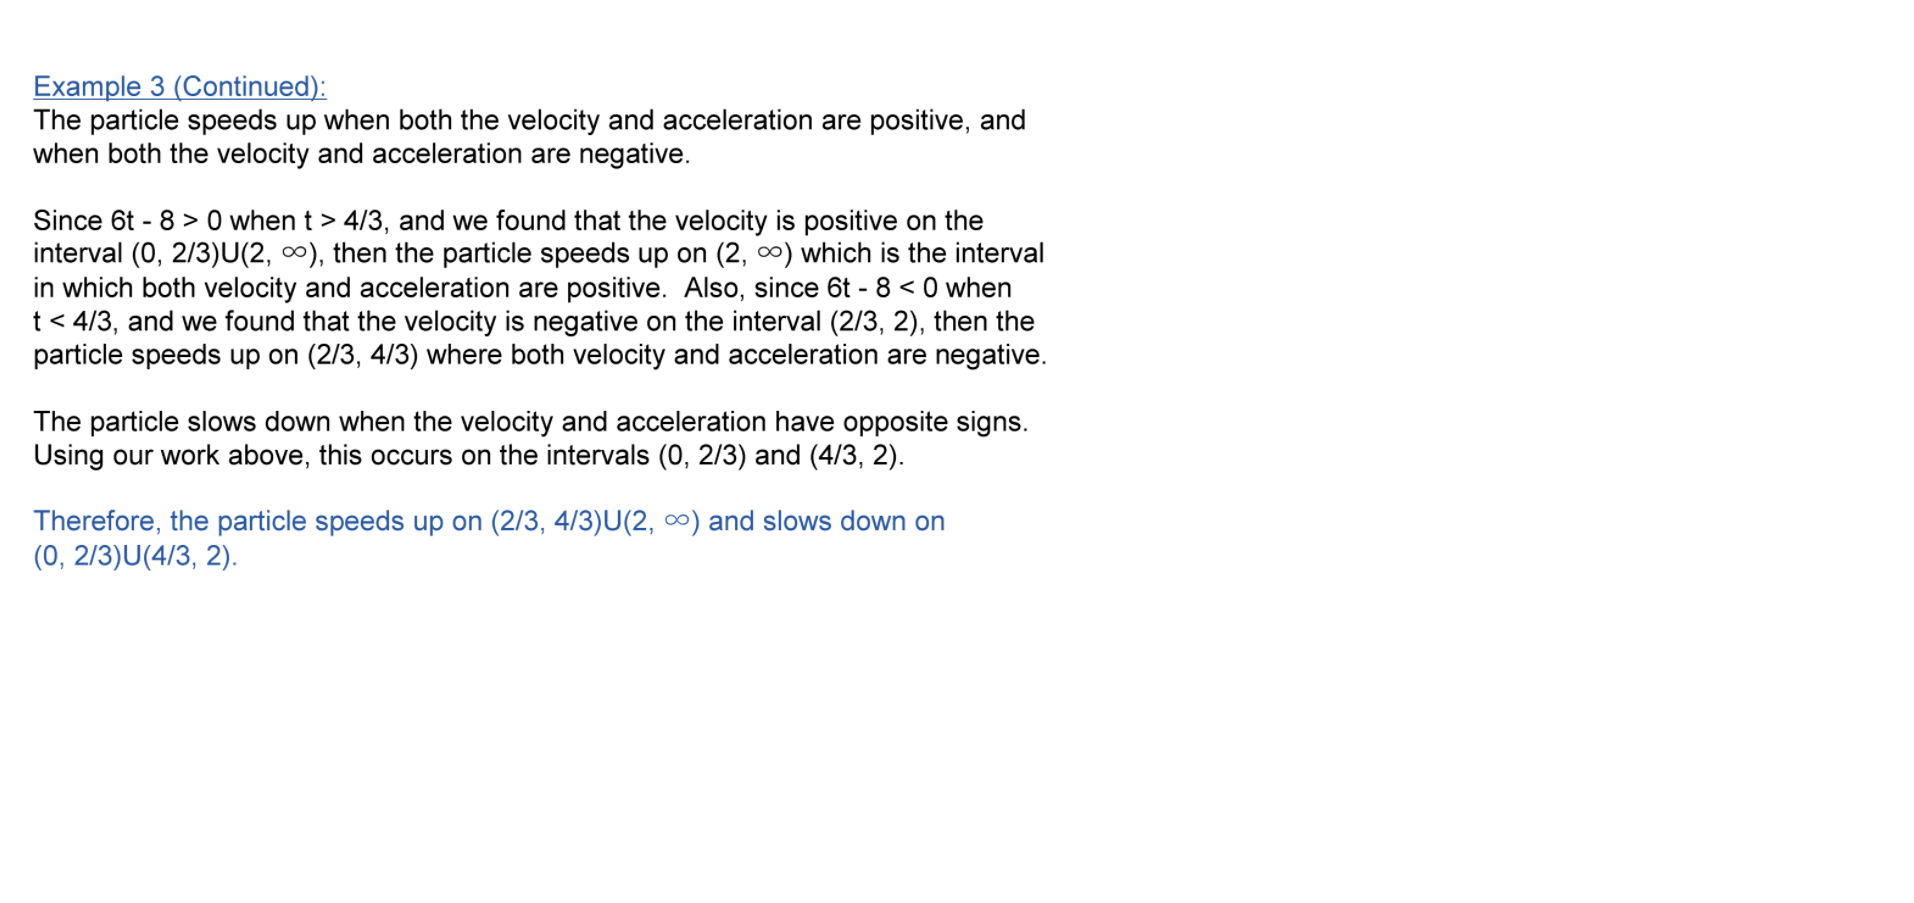 Example 3 (Continued):
The particle speeds up when both the velocity and acceleration are positive, and
when both the velocity and acceleration are negative.
Since 6t - 8 > 0 when t > 4/3, and we found that the velocity is positive on the
interval (0, 2/3)U(2, ∞), then the particle speeds up on (2, ∞) which is the interval
in which both velocity and acceleration are positive.  Also, since 6t - 8 < 0 when
t < 4/3, and we found that the velocity is negative on the interval (2/3, 2), then the
particle speeds up on (2/3, 4/3) where both velocity and acceleration are negative.
The particle slows down when the velocity and acceleration have opposite signs.
Using our work above, this occurs on the intervals (0, 2/3) and (4/3, 2).
Therefore, the particle speeds up on (2/3, 4/3)U(2, ∞) and slows down on
(0, 2/3)U(4/3, 2).